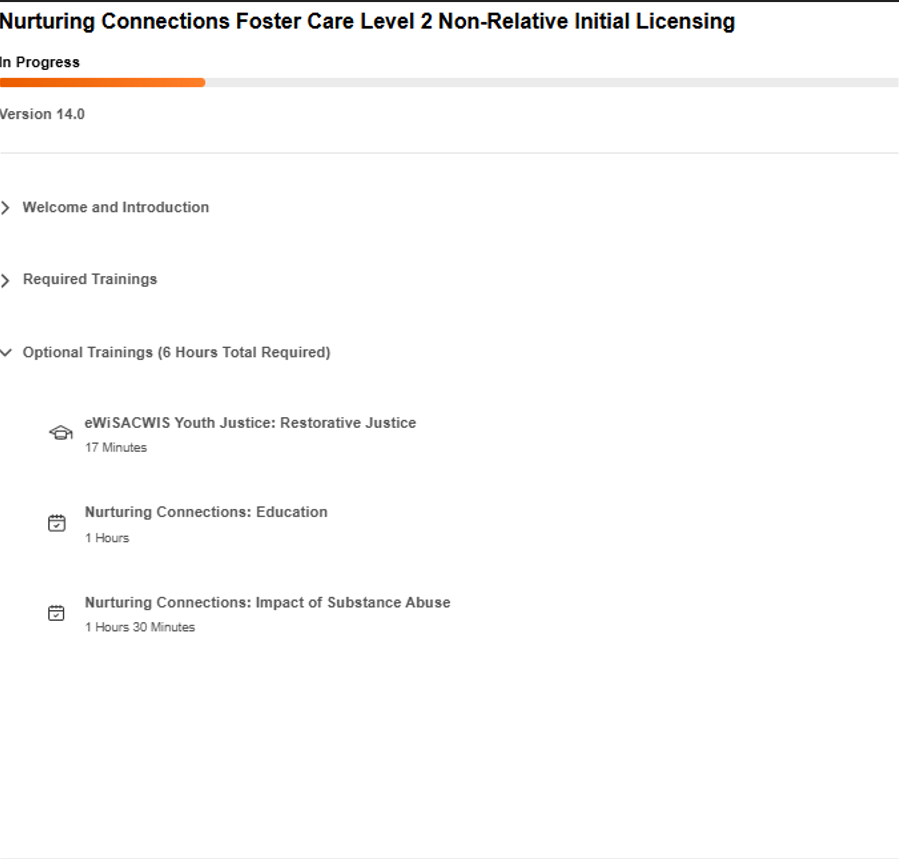 Nurturing Connections Foster Care Level 2 Non-Relative Initial Licensing
In Progress
Version 14.0
Welcome and Introduction
Required Trainings
Optional Trainings (6 Hours Total Required)
eWiSACWIS Youth Justice: Restorative Justice
17 Minutes
Nurturing Connections: Education
1 Hours
Nurturing Connections: Impact of Substance Abuse
1 Hours 30 Minutes